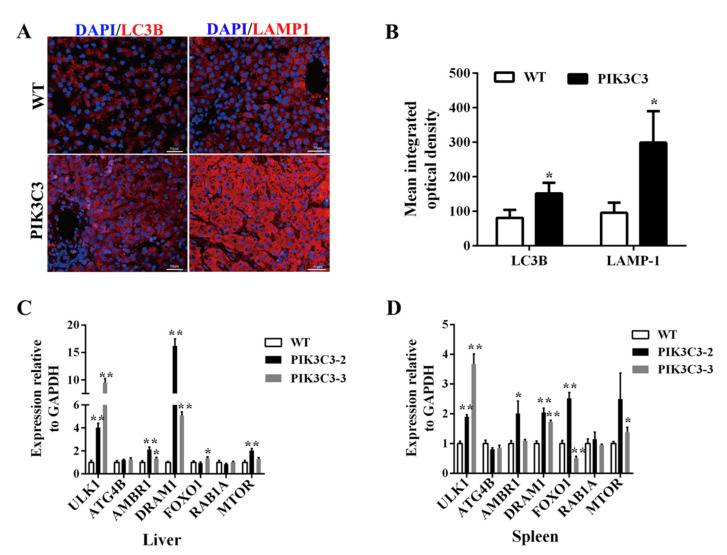 A
DAPI/LC3B
DAPI/LAMP1
WT
PIK3C3
B
WT
PIK3C3
Mean integrated
optical density
500
400
300
200
100
0
*
*
LC3B
LAMP-1
C
Expression relative
to GAPDH
20
15
10
6
4
2
0
WT
PIK3C3-2
PIK3C3-3
**
**
**
*
**
**
*
**
ULK1
ATG4B
AMBR1
DRAM1
FOXO1
RAB1A
MTOR
Liver
D
Expression relative
to GAPDH
6
5
4
3
2
1
0
WT
PIK3C3-2
PIK3C3-3
**
**
*
**
**
**
**
*
ULK1
ATG4B
AMBR1
DRAM1
FOXO1
RAB1A
MTOR
Spleen